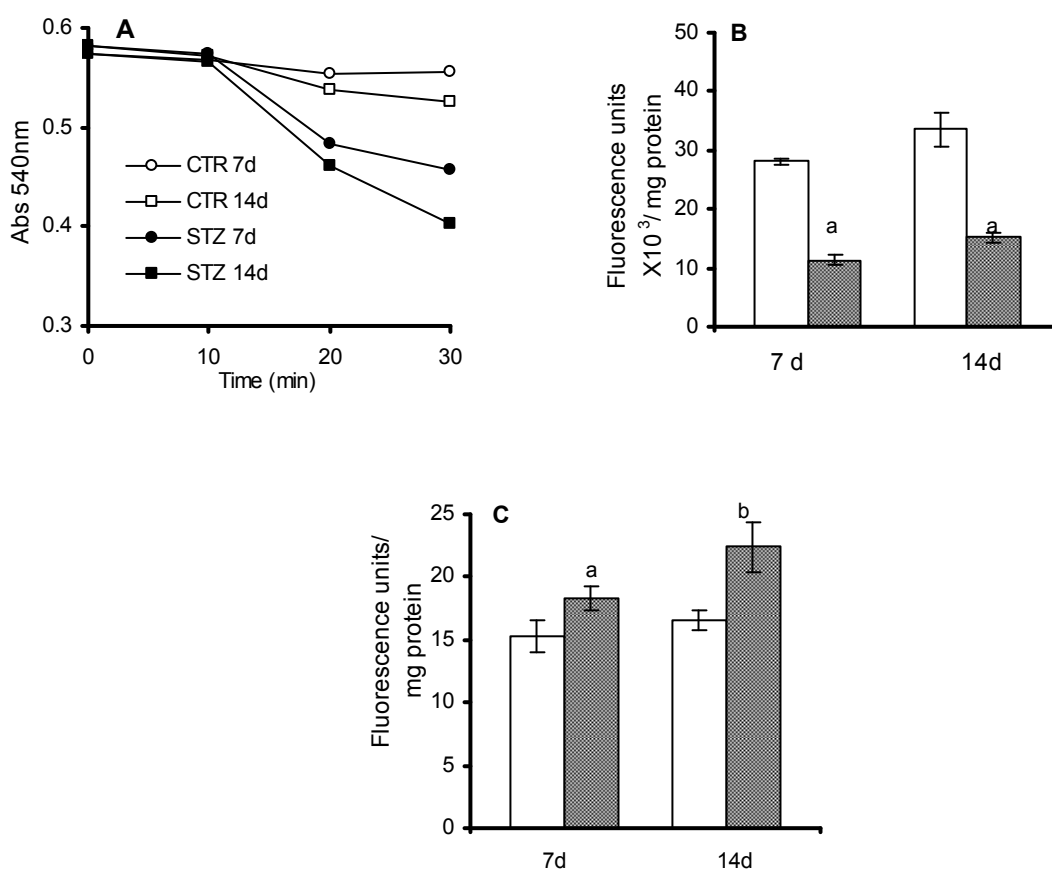 A
0.6
0.5
0.4
0.3
Abs 540nm
CTR 7d
CTR 14d
STZ 7d
STZ 14d
0 10 20 30
Time (min)
B
50
40
30
20
10
0
Fluorescence units
X10 3/ mg protein
a
a
7 d 14d
C
25
20
15
10
5
0
Fluorescence units/
mg protein
a
b
7d 14d